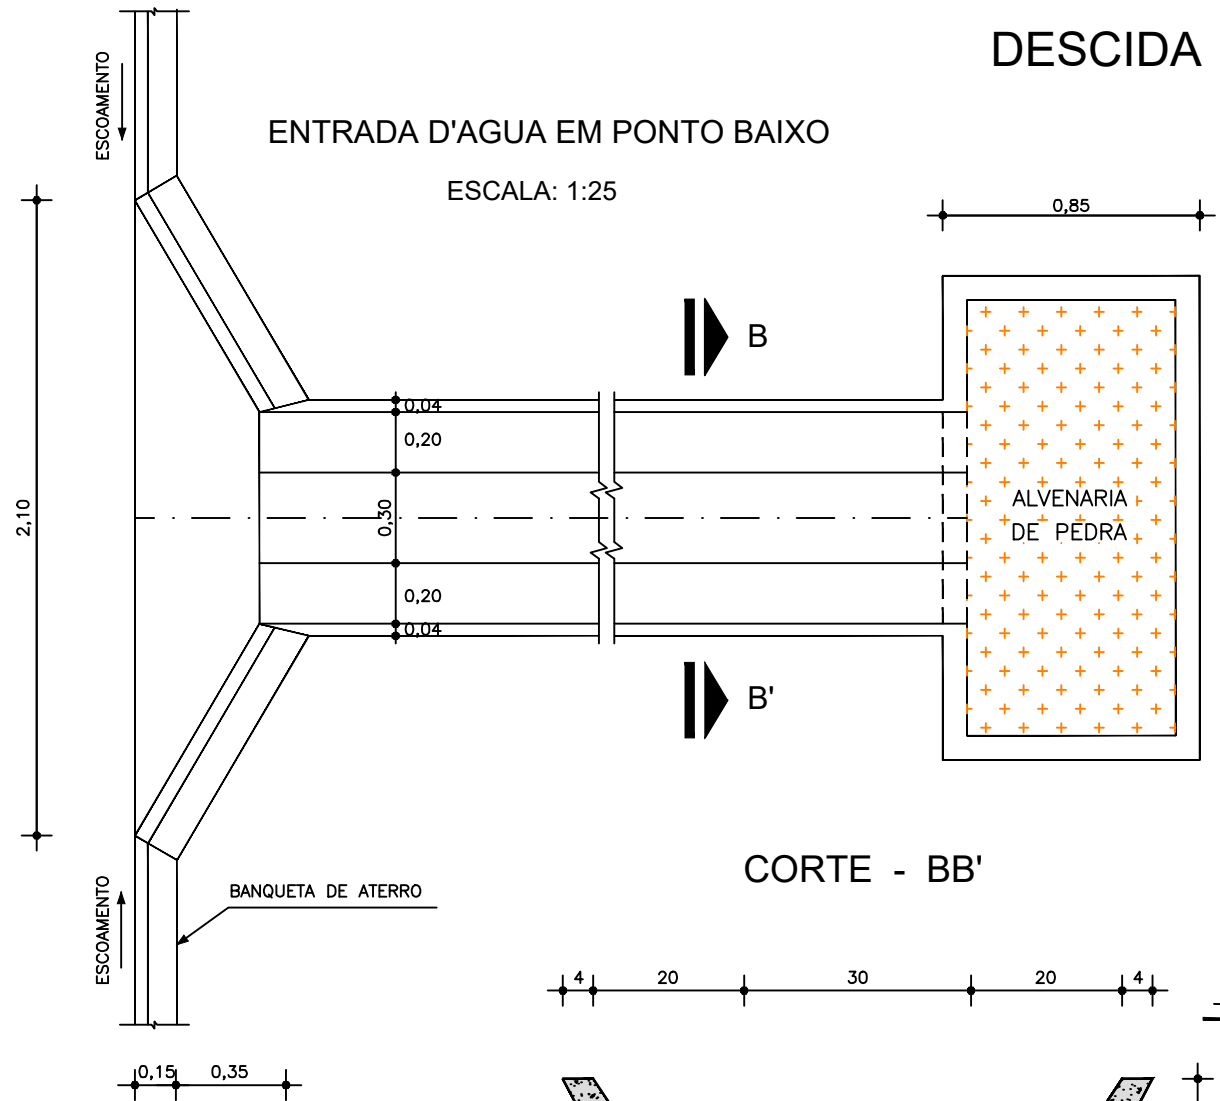 DESCIDA
ESCOAMENTO
ENTRADA D'AGUA EM PONTO BAIXO
ESCALA: 1:25
0,85
B
0,04
0,20
2,10
0,30
ALVENARIA
DE PEDRA
0,20
0,04
B'
CORTE - BB'
BANQUETA DE ATERRO
ESCOAMENTO
4 20 30 20 4
0,15 0,35